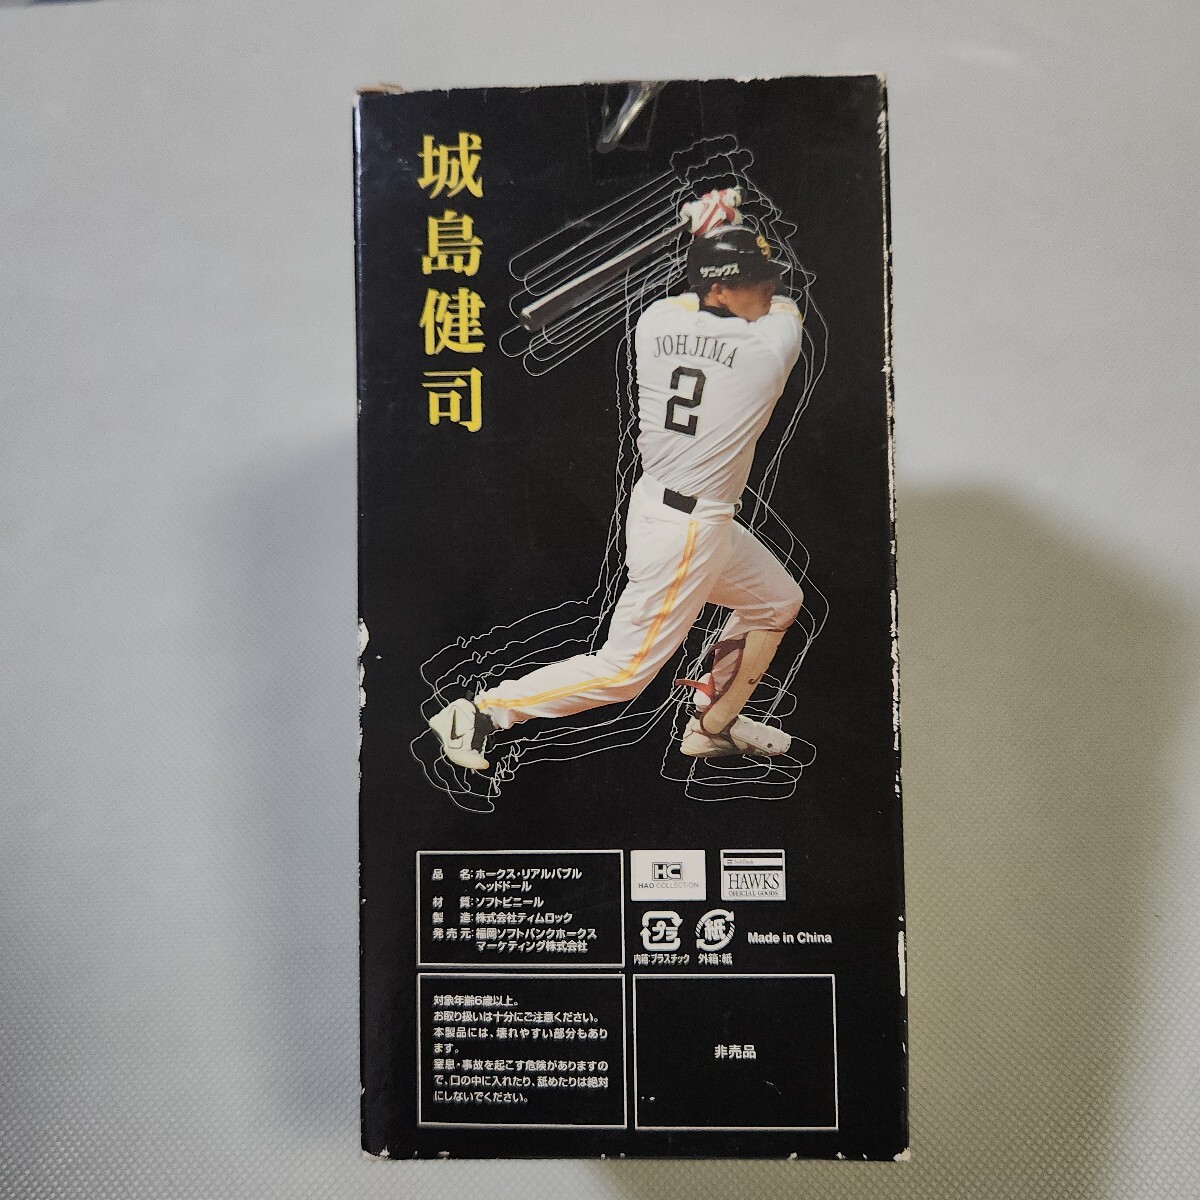 城島健司
サニックス
JOHJIMA
2
品 名:ホークス・リアルバブル
ヘッドドール
材 質:ソフトビニール
製 造:株式会社ティムロック
発 売 元:福岡ソフトバンクホークス
マーケティング株式会社
HC
HAO COLLECTION
SoftBank
HAWKS
OFFICIAL GOODS
プラ
紙
内箱:プラスチック 外箱:紙
Made in China
対象年齢6歳以上。
お取り扱いは十分にご注意ください。
本製品には、壊れやすい部分もあり
ます。
窒息・事故を起こす危険がありますの
で、口の中に入れたり、舐めたりは絶対
にしないでください。
非売品